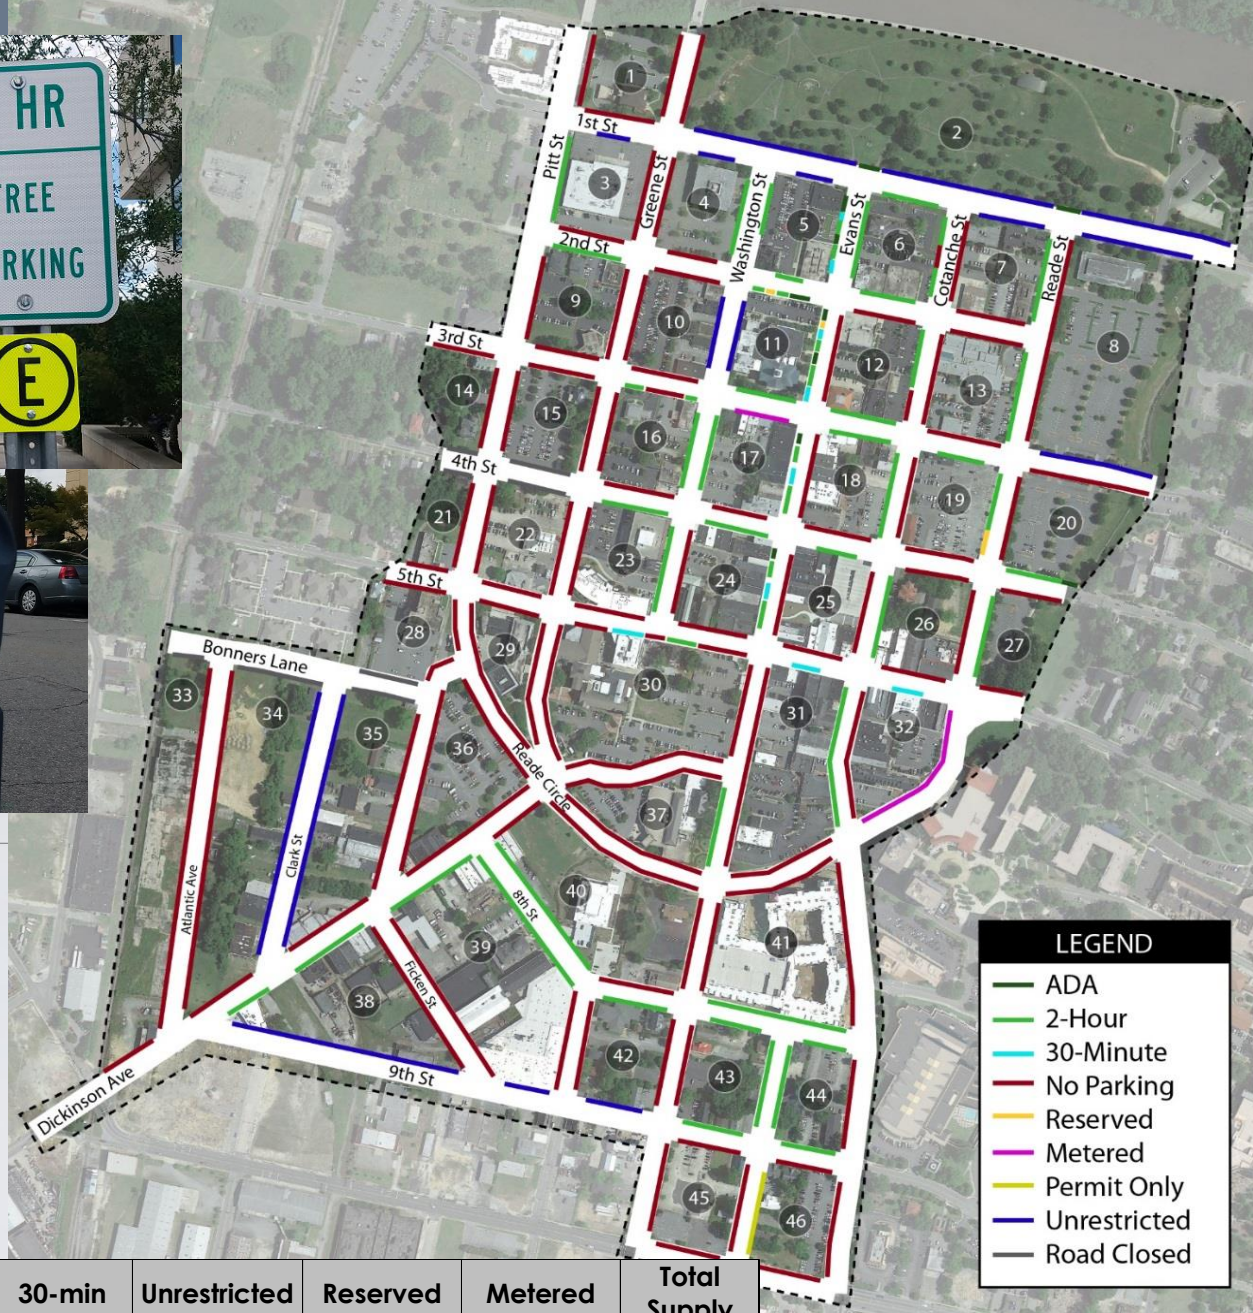 HR
FREE
PARKING
E
1
2
1st St
Pitt St
Greene St
3
4
Washington St
5
Evans St
6
Cotanche St
7
Reade St
8
2nd St
9
10
11
12
13
3rd St
14
15
16
17
18
19
20
4th St
21
22
23
24
25
26
27
5th St
28
29
30
31
32
Bonners Lane
33
34
35
36
Reade Circle
37
Clark St
Atlantic Ave
8th St
40
39
41
38
Ficken St
42
43
44
9th St
Dickinson Ave
45
46
LEGEND
ADA
2-Hour
30-Minute
No Parking
Reserved
Metered
Permit Only
Unrestricted
Road Closed
30-min Unrestricted Reserved Metered Total Supply